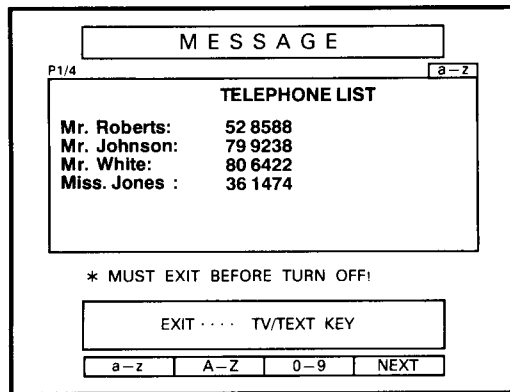 MESSAGE
P1/4 a–z
TELEPHONE LIST
Mr. Roberts: 52 8588
Mr. Johnson: 79 9238
Mr. White: 80 6422
Miss. Jones : 36 1474
* MUST EXIT BEFORE TURN OFF!
EXIT ···· TV/TEXT KEY
a–z A–Z 0–9 NEXT